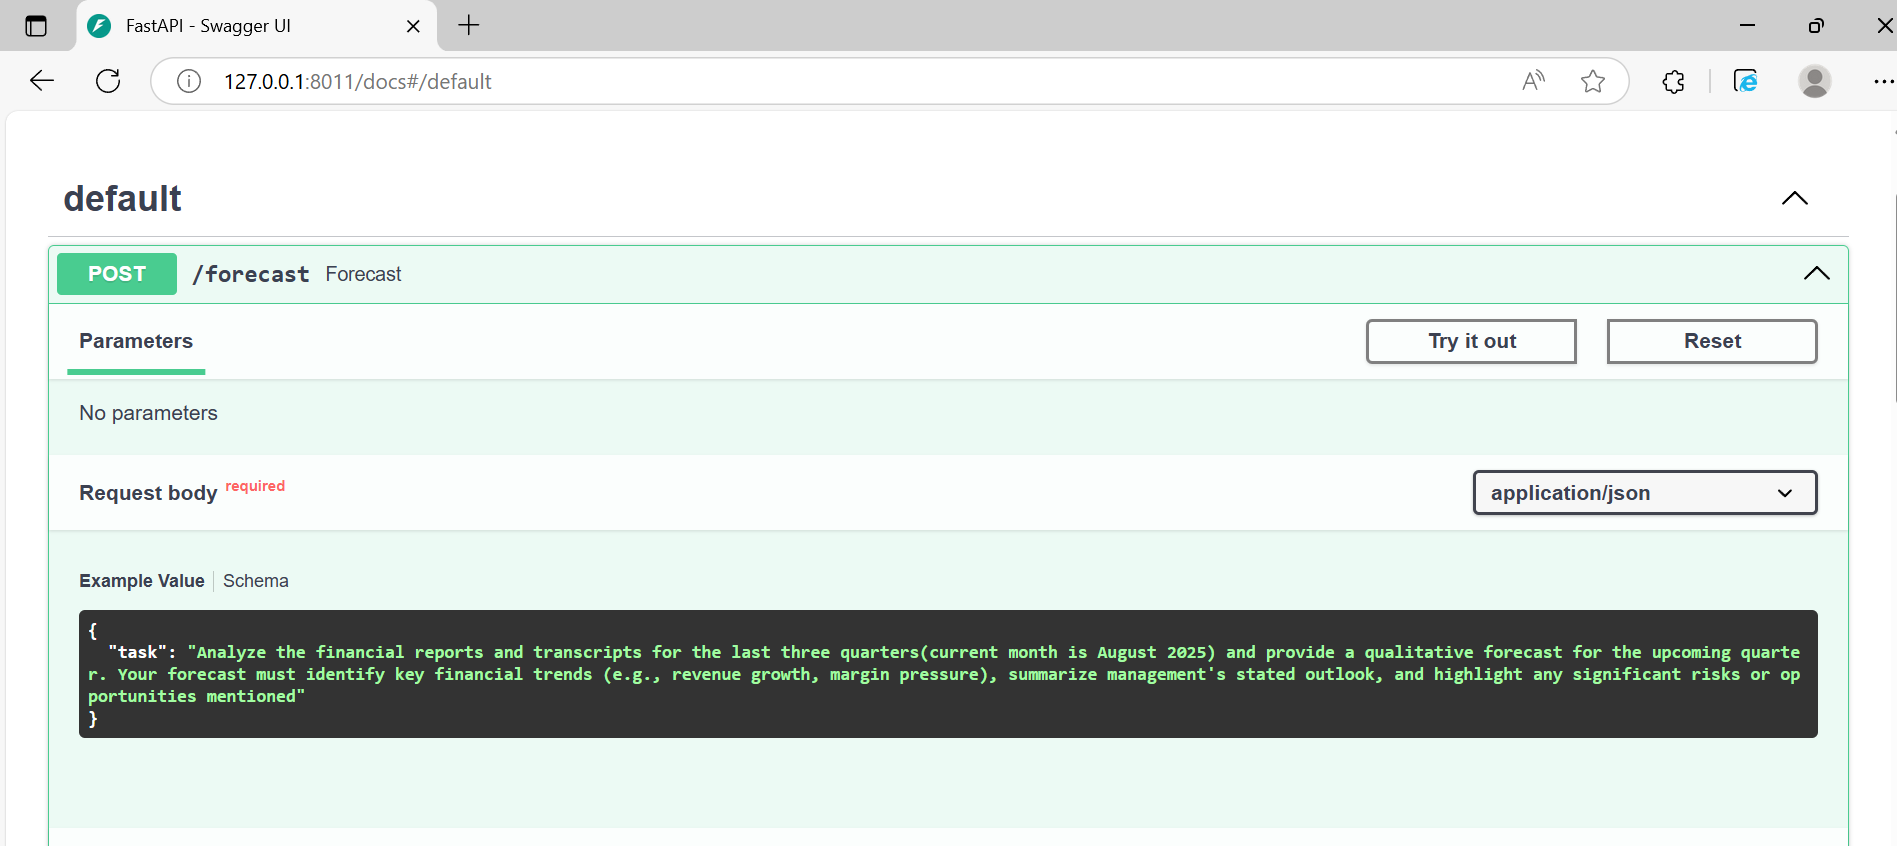 FastAPI - Swagger UI
127.0.0.1:8011/docs#/default
default
POST /forecast Forecast
Parameters
Try it out
Reset
No parameters
Request body required
application/json
Example Value
Schema
{
"task": "Analyze the financial reports and transcripts for the last three quarters(current month is August 2025) and provide a qualitative forecast for the upcoming quarte
r. Your forecast must identify key financial trends (e.g., revenue growth, margin pressure), summarize management's stated outlook, and highlight any significant risks or op
portunities mentioned"
}